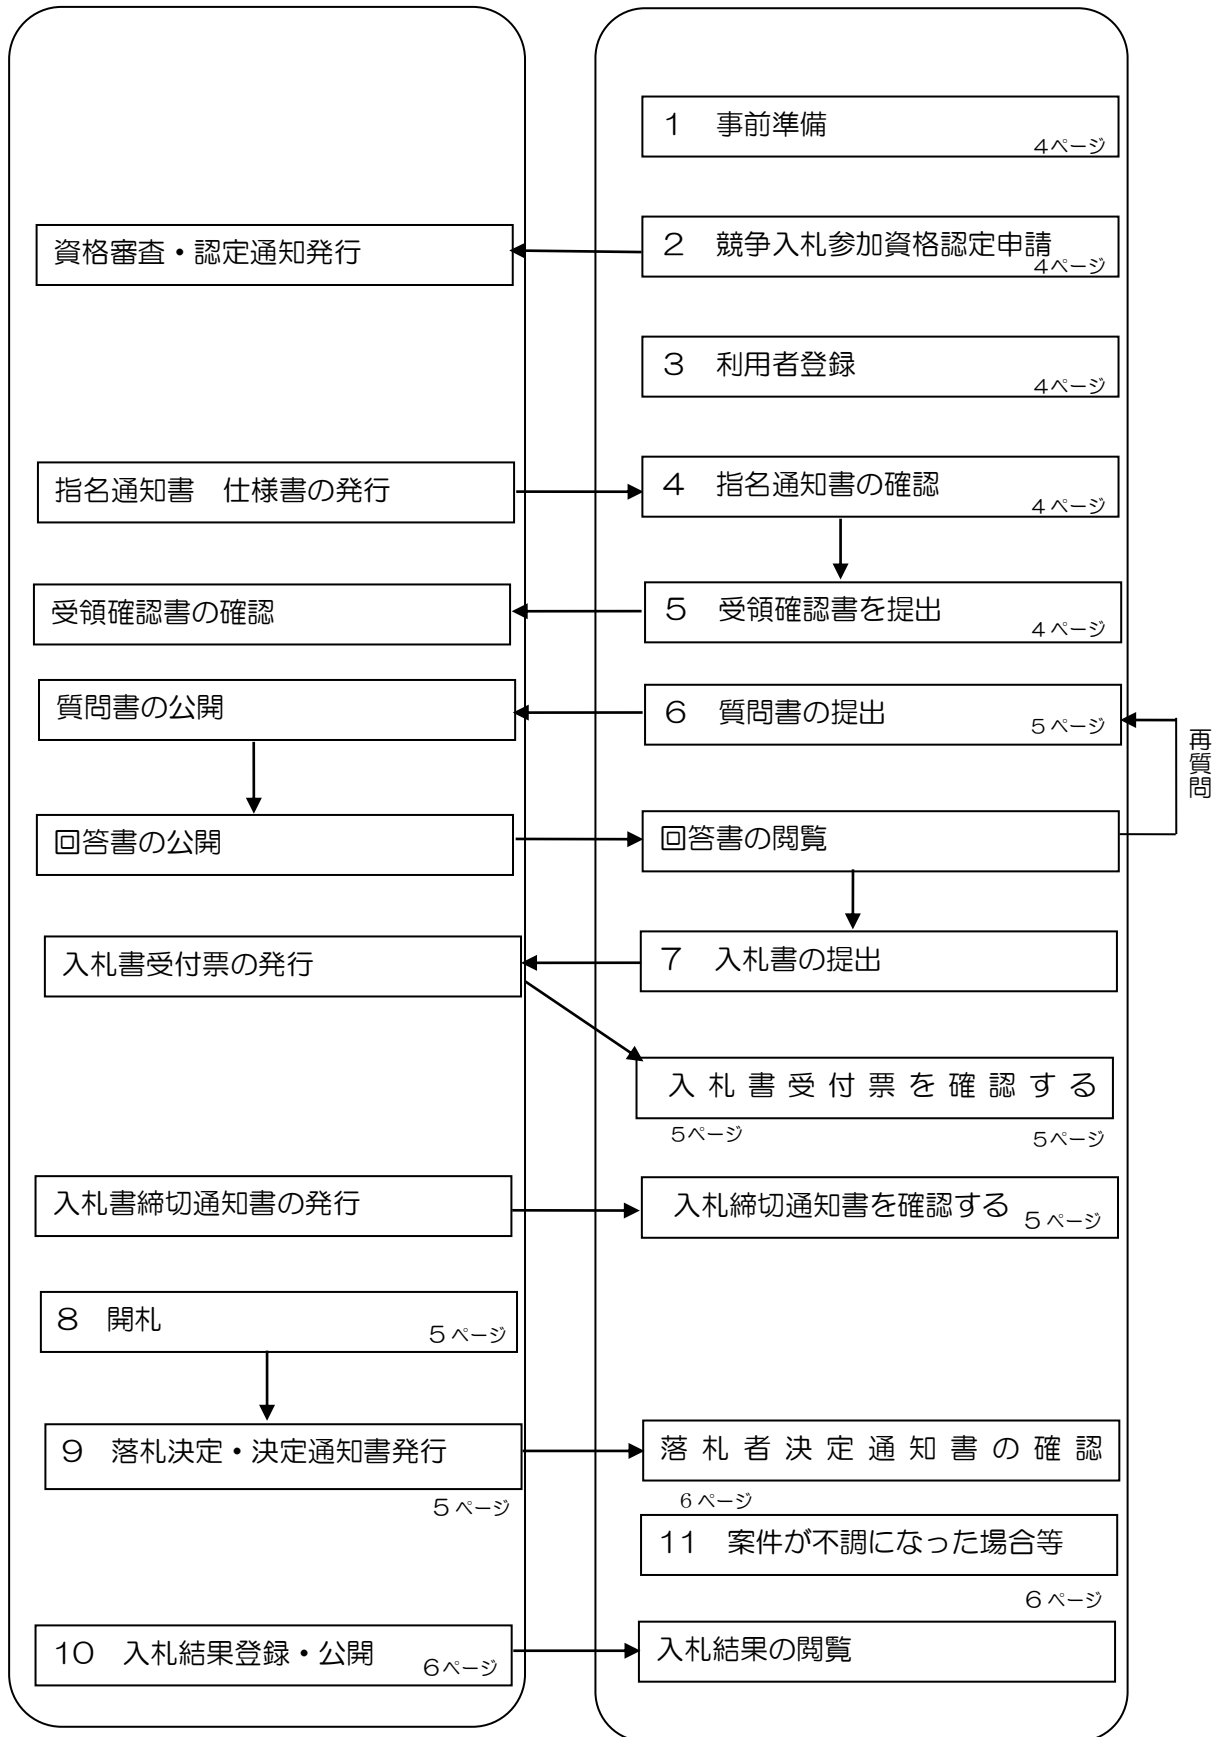 １　事前準備
４ページ
資格審査・認定通知発行
２　競争入札参加資格認定申請
４ページ
３　利用者登録
４ページ
指名通知書　仕様書の発行
４　指名通知書の確認
４ページ
受領確認書の確認
５　受領確認書を提出
４ページ
質問書の公開
６　質問書の提出
５ページ
再質問
回答書の公開
回答書の閲覧
入札書受付票の発行
７　入札書の提出
入札書受付票を確認する
５ページ
５ページ
入札書締切通知書の発行
入札締切通知書を確認する
５ページ
８　開札
５ページ
９　落札決定・決定通知書発行
５ページ
落札者決定通知書の確認
６ページ
１１　案件が不調になった場合等
６ページ
１０　入札結果登録・公開
６ページ
入札結果の閲覧